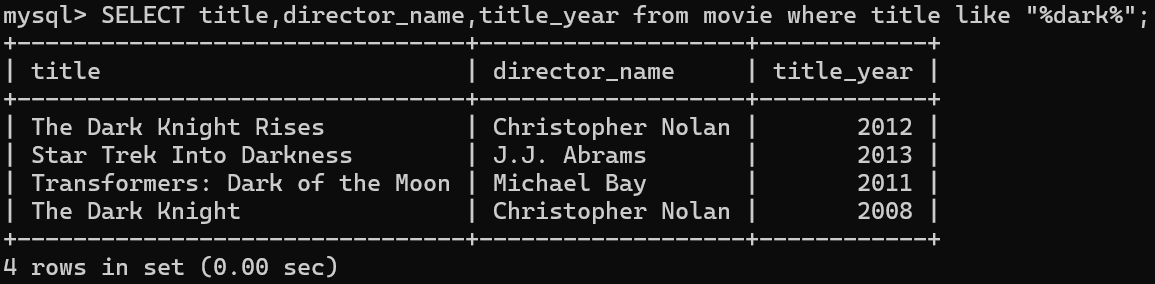 mysql> SELECT title,director_name,title_year from movie where title like "%dark%";
+--------------------------------+-------------------+------------+
| title                          | director_name     | title_year |
+--------------------------------+-------------------+------------+
| The Dark Knight Rises          | Christopher Nolan |       2012 |
| Star Trek Into Darkness        | J.J. Abrams       |       2013 |
| Transformers: Dark of the Moon | Michael Bay       |       2011 |
| The Dark Knight                | Christopher Nolan |       2008 |
+--------------------------------+-------------------+------------+
4 rows in set (0.00 sec)